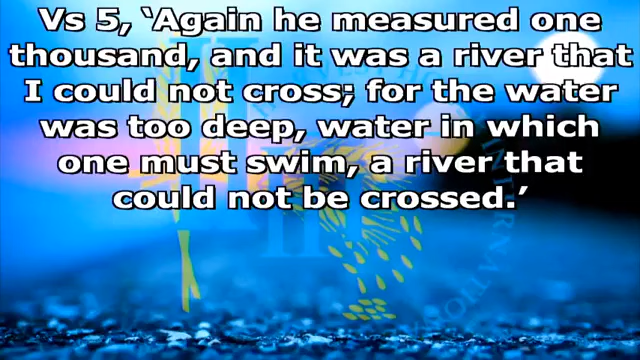 Vs 5, ‘Again he measured one
thousand, and it was a river that
I could not cross; for the water
was too deep, water in which
one must swim, a river that
could not be crossed.’